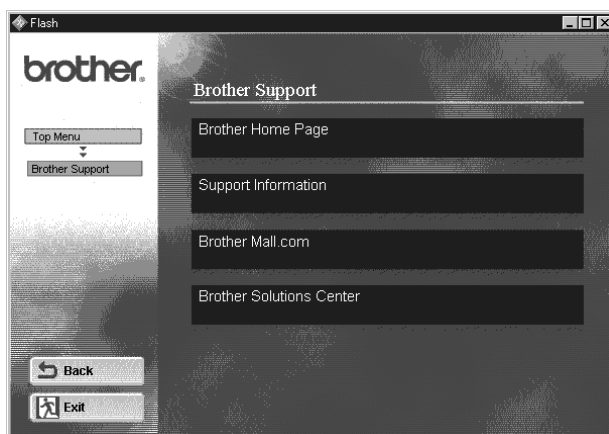 Flash
brother®
Top Menu
Brother Support
Brother Support
Brother Home Page
Support Information
Brother Mall.com
Brother Solutions Center
Back
Exit